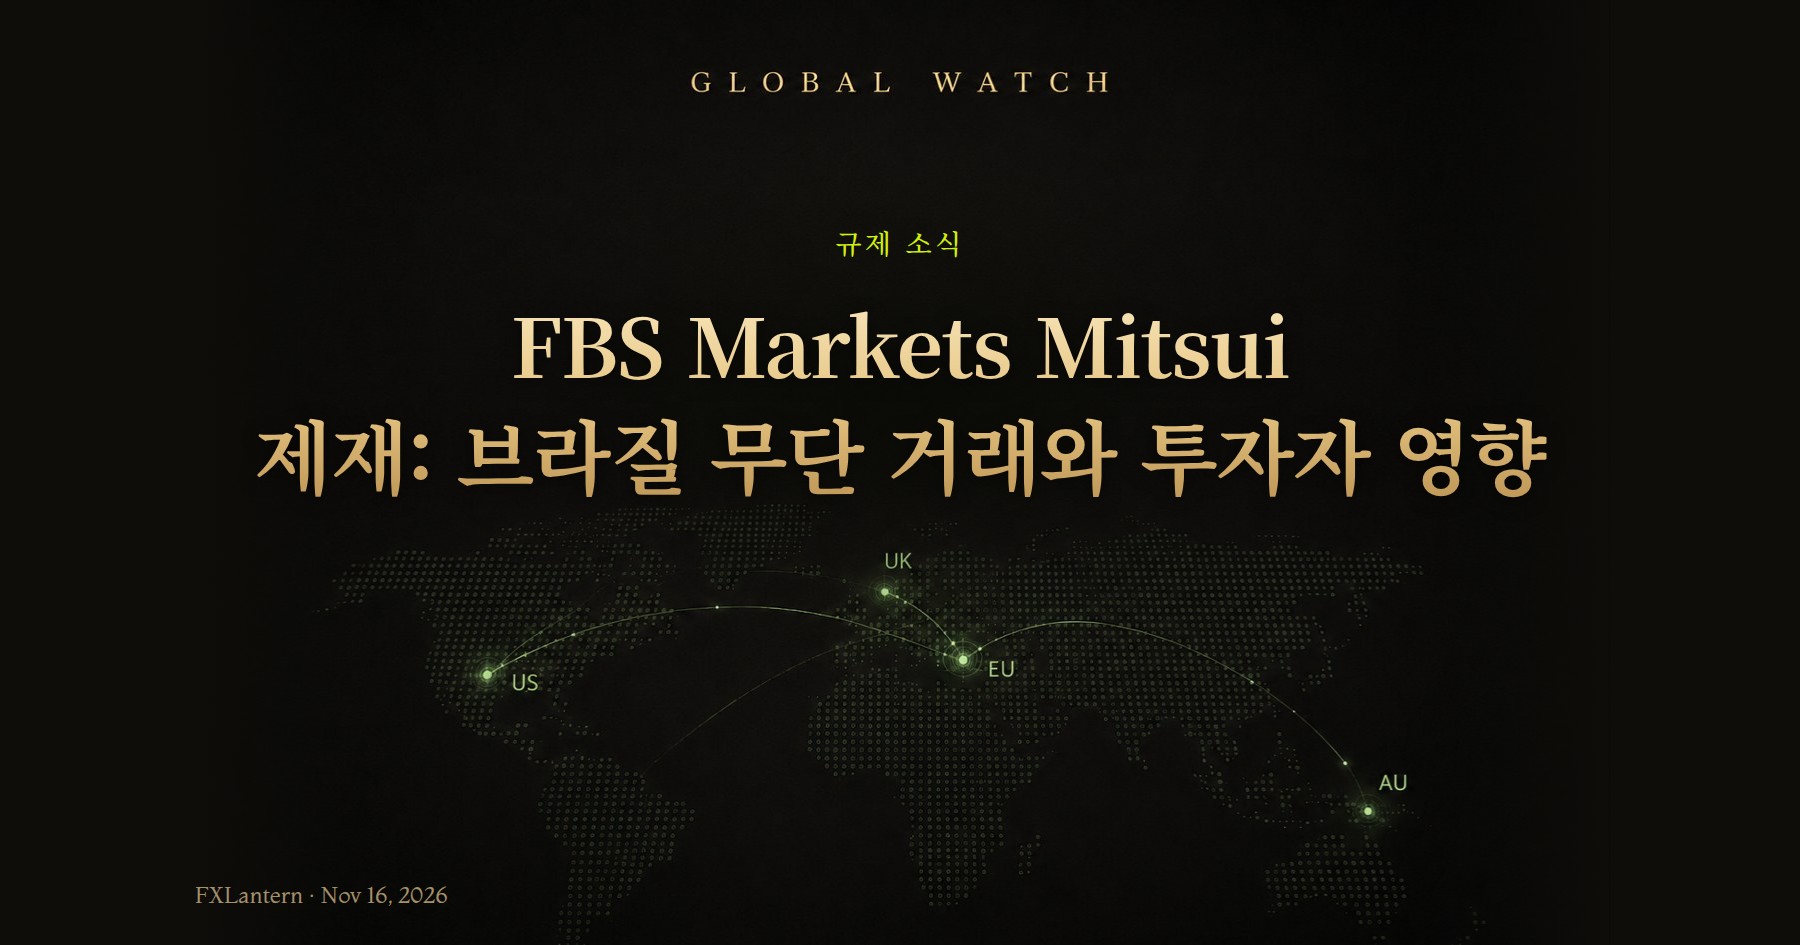 GLOBAL WATCH
규제 소식
FBS Markets Mitsui
제재: 브라질 무단 거래와 투자자 영향
UK
US
EU
AU
FXLantern · Nov 16, 2026